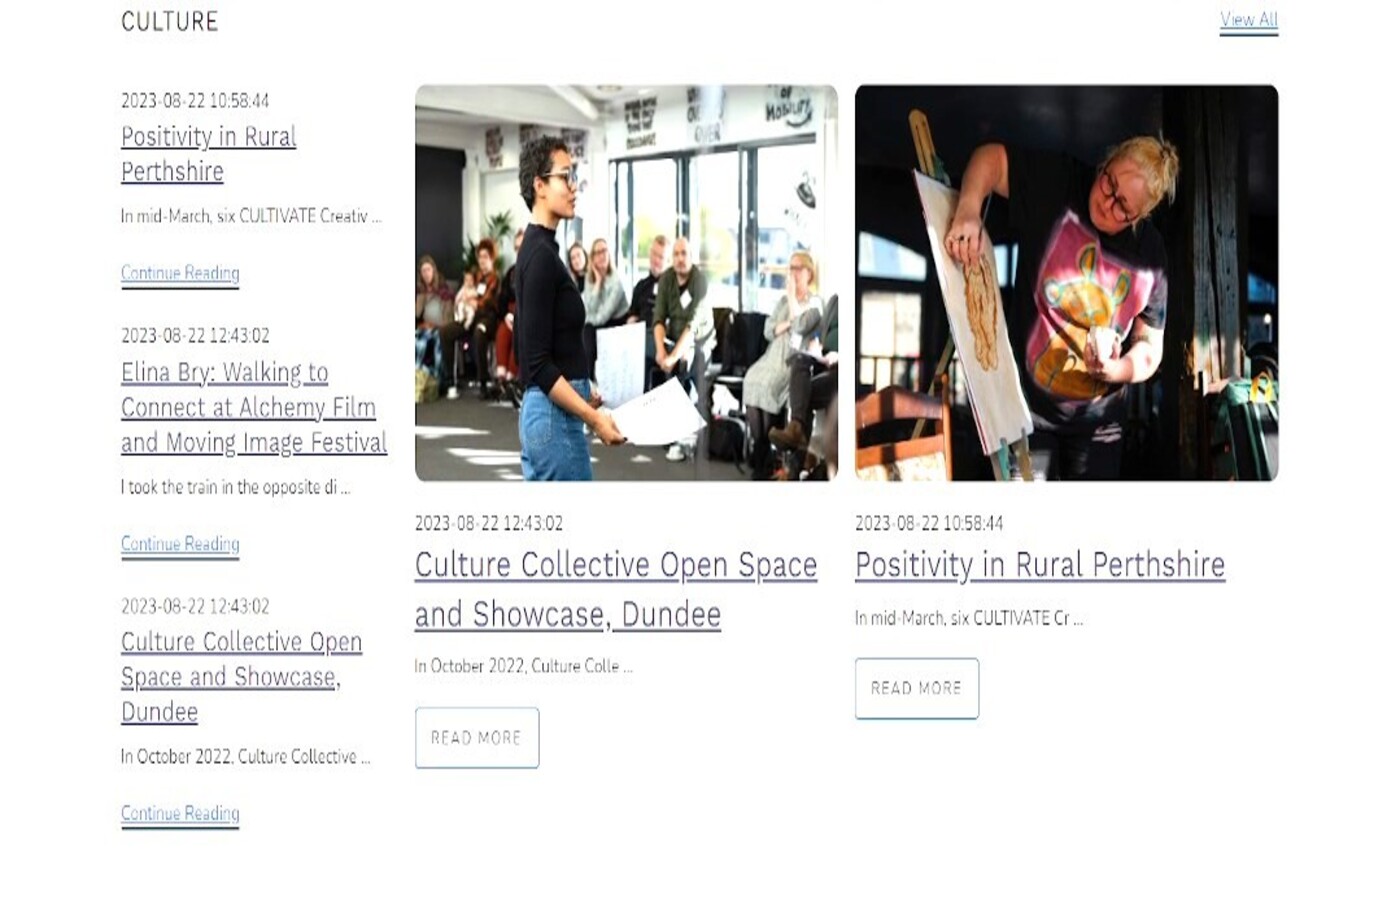 CULTURE
View All
2023-08-22 10:58:44
Positivity in Rural
Perthshire
In mid-March, six CULTIVATE Creativ ...
Continue Reading
2023-08-22 12:43:02
Elina Bry: Walking to
Connect at Alchemy Film
and Moving Image Festival
I took the train in the opposite di ...
Continue Reading
2023-08-22 12:43:02
Culture Collective Open
Space and Showcase,
Dundee
In October 2022, Culture Collective ...
Continue Reading
OF
MOBILITY
OVER
2023-08-22 12:43:02
Culture Collective Open Space
and Showcase, Dundee
In October 2022, Culture Colle ...
READ MORE
2023-08-22 10:58:44
Positivity in Rural Perthshire
In mid-March, six CULTIVATE Cr ...
READ MORE